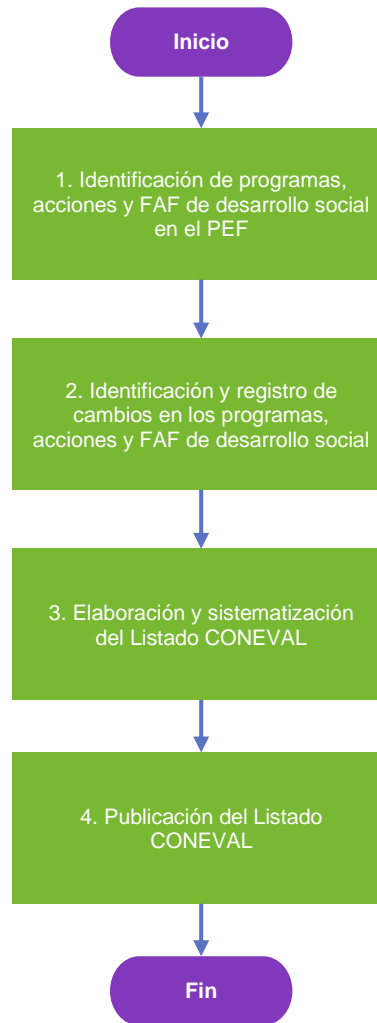 Inicio
1. Identificación de programas,
acciones y FAF de desarrollo social
en el PEF
2. Identificación y registro de
cambios en los programas,
acciones y FAF de desarrollo social
3. Elaboración y sistematización
del Listado CONEVAL
4. Publicación del Listado
CONEVAL
Fin